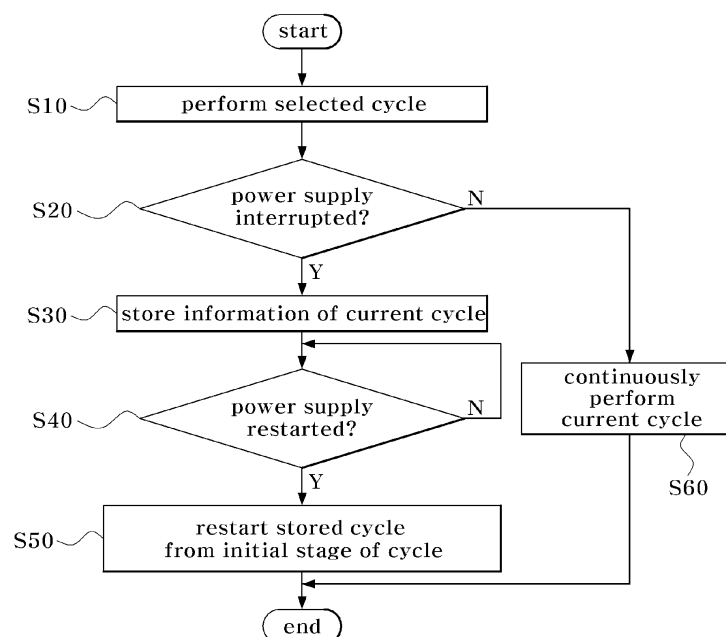 start
S10
perform selected cycle
S20
power supply
interrupted?
N
Y
S30
store information of current cycle
S40
power supply
restarted?
N
Y
continuously
perform
current cycle
S60
S50
restart stored cycle
from initial stage of cycle
end